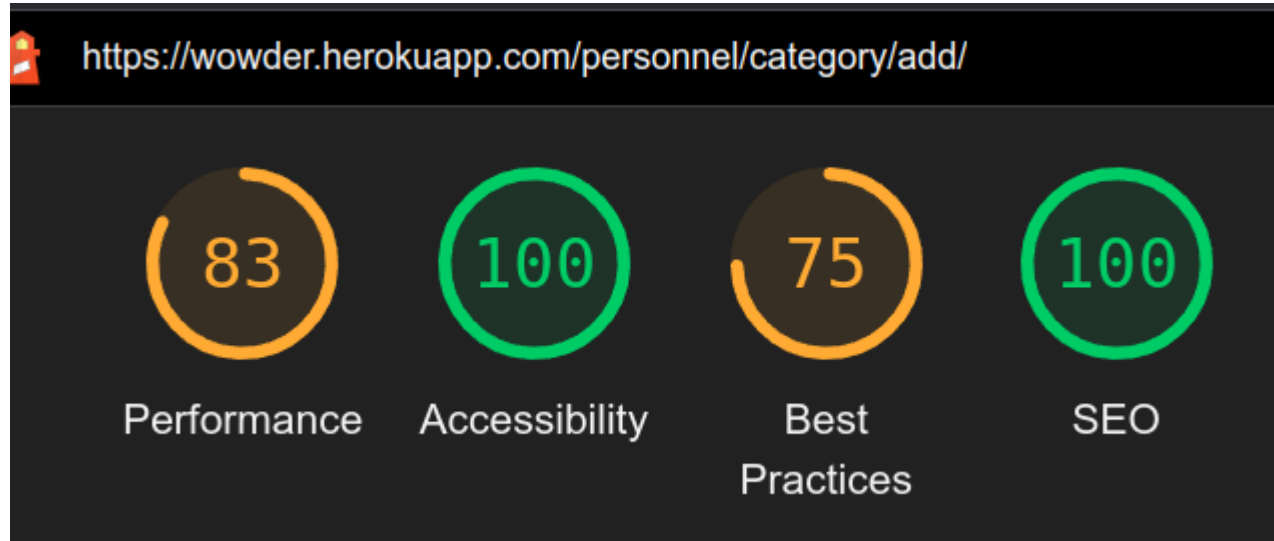 https://wowder.herokuapp.com/personnel/category/add/
83
100
75
100
Performance
Accessibility
Best
Practices
SEO